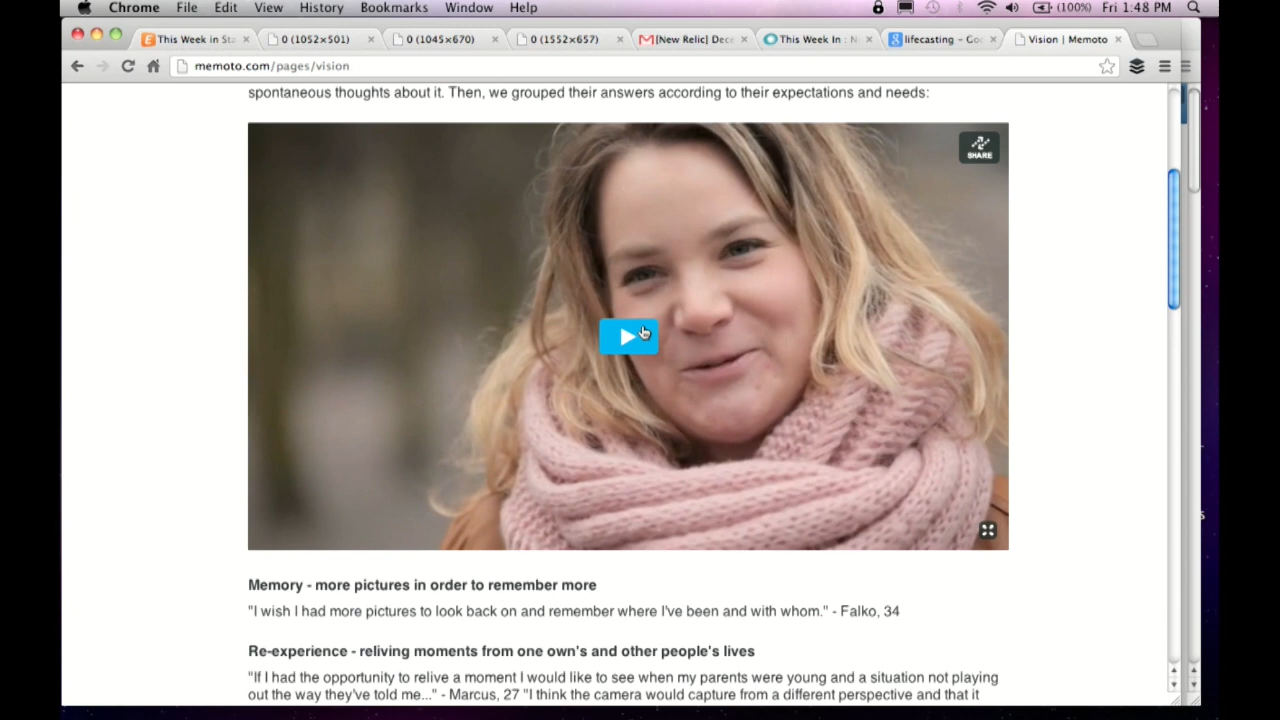 Chrome File Edit View History Bookmarks Window Help (100%) Fri 1:48 PM
This Week in Sta 0 (1052×501) 0 (1045×670) 0 (1552×657) [New Relic] Dece This Week In : N lifecasting - Goo Vision | Memoto
memoto.com/pages/vision
spontaneous thoughts about it. Then, we grouped their answers according to their expectations and needs:
SHARE
Memory - more pictures in order to remember more
"I wish I had more pictures to look back on and remember where I've been and with whom." - Falko, 34
Re-experience - reliving moments from one own's and other people's lives
"If I had the opportunity to relive a moment I would like to see when my parents were young and a situation not playing
out the way they've told me..." - Marcus, 27 "I think the camera would capture from a different perspective and that it